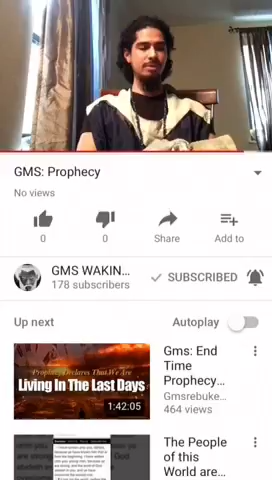 GMS: Prophecy
No views
0
0
Share
Add to
GMS WAKIN...
178 subscribers
SUBSCRIBED
Up next
Autoplay
Prophecy Declares That We Are
Living In The Last Days
1:42:05
Gms: End
Time
Prophecy...
Gmsrebuke...
464 views
The People
of this
World are...